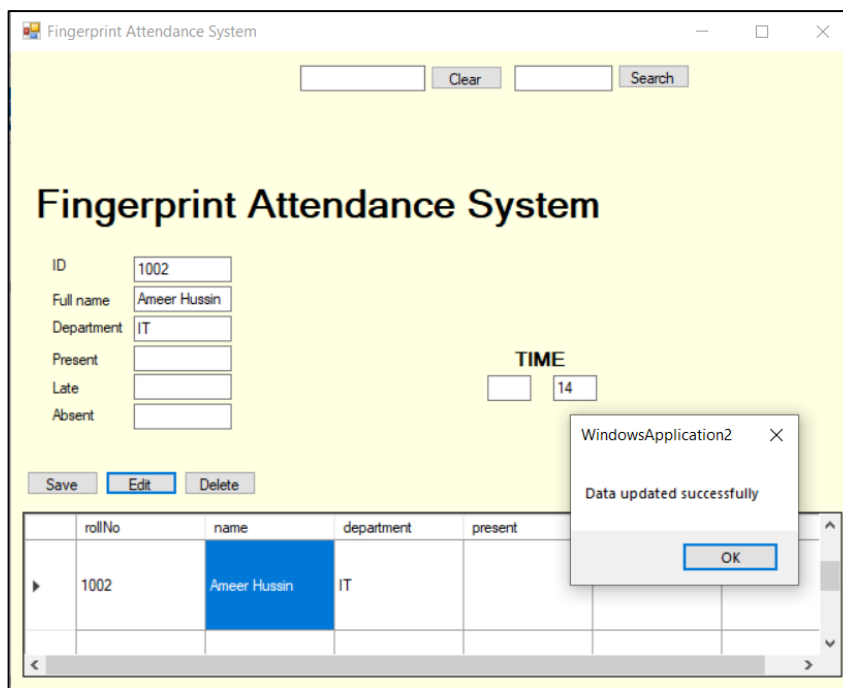 Fingerprint Attendance System
Clear Search
Fingerprint Attendance System
ID 1002
Full name Ameer Hussin
Department IT
Present
TIME
Late
14
Absent
WindowsApplication2
Data updated successfully
OK
Save Edit Delete
rollNo name department present
1002 Ameer Hussin IT